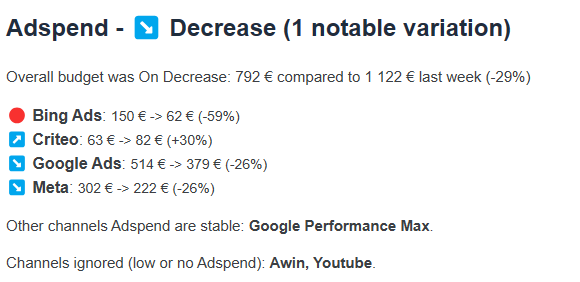 Adspend - ↘ Decrease (1 notable variation)
Overall budget was On Decrease: 792 € compared to 1 122 € last week (-29%)
🔴 Bing Ads: 150 € -> 62 € (-59%)
↗ Criteo: 63 € -> 82 € (+30%)
↘ Google Ads: 514 € -> 379 € (-26%)
↘ Meta: 302 € -> 222 € (-26%)
Other channels Adspend are stable: Google Performance Max.
Channels ignored (low or no Adspend): Awin, Youtube.